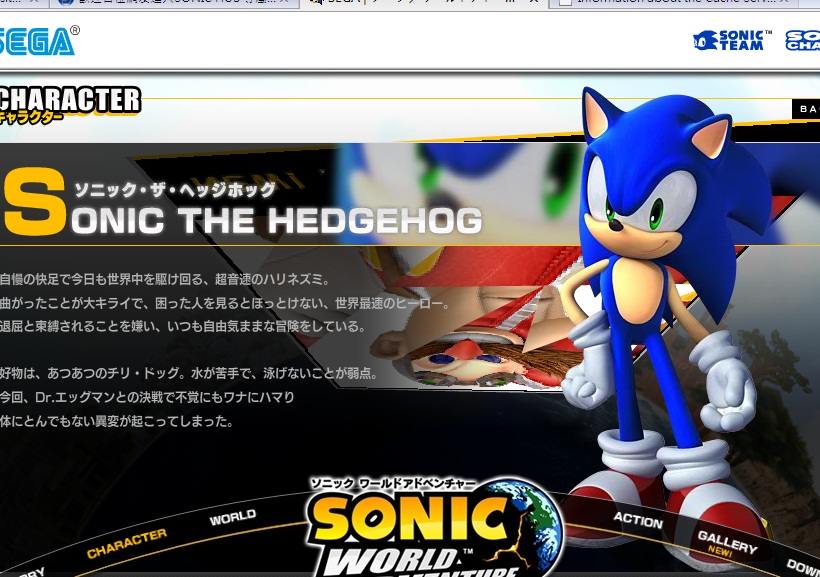 SEGA®
SONIC TEAM™
CHARACTER
キャラクター
ソニック・ザ・ヘッジホッグ
SONIC THE HEDGEHOG
自慢の快足で今日も世界中を駆け回る、超音速のハリネズミ。
曲がったことが大キライで、困った人を見るとほっとけない、世界最速のヒーロー。
退屈と束縛されることを嫌い、いつも自由気ままな冒険をしている。
好物は、あつあつのチリ・ドッグ。水が苦手で、泳げないことが弱点。
今回、Dr.エッグマンとの決戦で不覚にもワナにハマり
体にとんでもない異変が起こってしまった。
ソニック ワールドアドベンチャー
SONIC
WORLD™
ADVENTURE
CHARACTER
WORLD
ACTION
GALLERY
NEW!